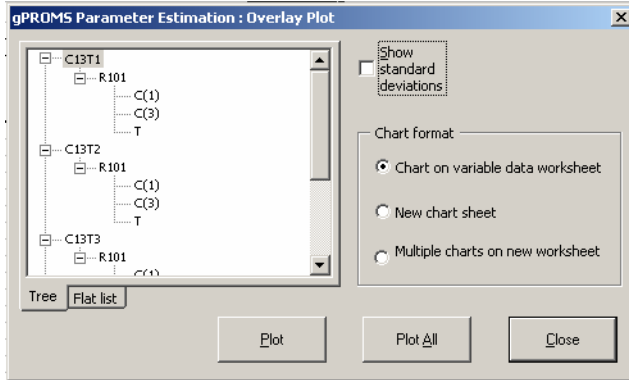 gPROMS Parameter Estimation : Overlay Plot
C13T1
R101
C(1)
C(3)
T
C13T2
R101
C(1)
C(3)
T
C13T3
R101
C(1)
Tree
Flat list
Show
standard
deviations
Chart format
Chart on variable data worksheet
New chart sheet
Multiple charts on new worksheet
Plot
Plot All
Close